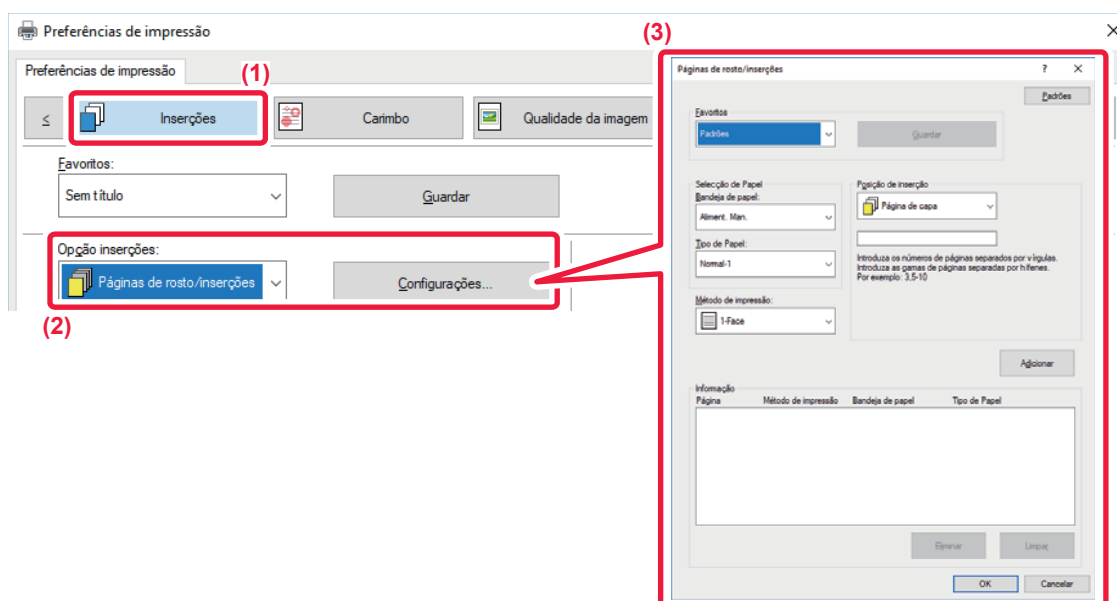 Preferências de impressão
(3)
Preferências de impressão
(1)
≤
Inserções
Carimbo
Qualidade da imagem
Favoritos:
Sem título
Guardar
Opção inserções:
Páginas de rosto/inserções
Configurações...
(2)
Páginas de rosto/inserções
?
Padrões
Favoritos
Padrões
Guardar
Selecção de Papel
Bandeja de papel:
Aliment. Man.
Tipo de Papel:
Normal-1
Método de impressão:
1-Face
Posição de inserção
Página de capa
Introduza os números de páginas separados por vírgulas.
Introduza as gamas de páginas separadas por hífenes.
Por exemplo: 3,5-10
Adicionar
Informação
Página Método de impressão Bandeja de papel Tipo de Papel
Eliminar
Limpar
OK
Cancelar